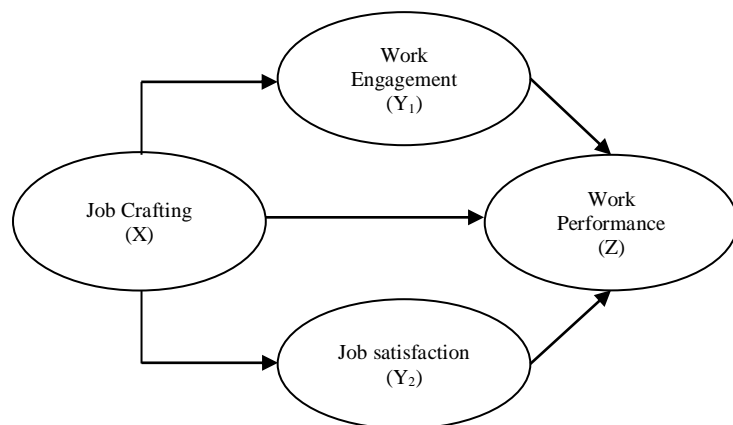 Work
Engagement
(Y₁)
Job Crafting
(X)
Work
Performance
(Z)
Job satisfaction
(Y₂)